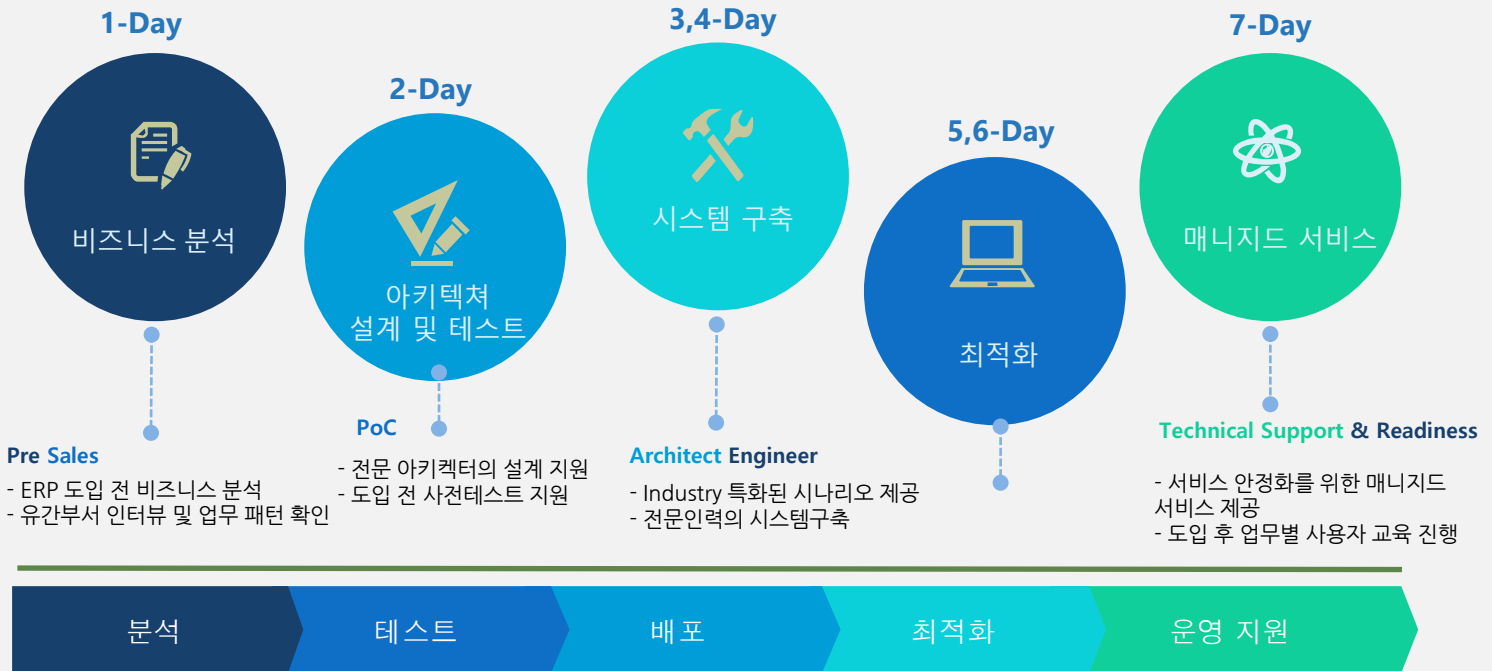 1-Day
비즈니스 분석
Pre Sales
- ERP 도입 전 비즈니스 분석
- 유간부서 인터뷰 및 업무 패턴 확인
2-Day
아키텍쳐
설계 및 테스트
PoC
- 전문 아키켁터의 설계 지원
- 도입 전 사전테스트 지원
3,4-Day
시스템 구축
Architect Engineer
- Industry 특화된 시나리오 제공
- 전문인력의 시스템구축
5,6-Day
최적화
7-Day
매니지드 서비스
Technical Support & Readiness
- 서비스 안정화를 위한 매니지드
서비스 제공
- 도입 후 업무별 사용자 교육 진행
분석
테스트
배포
최적화
운영 지원